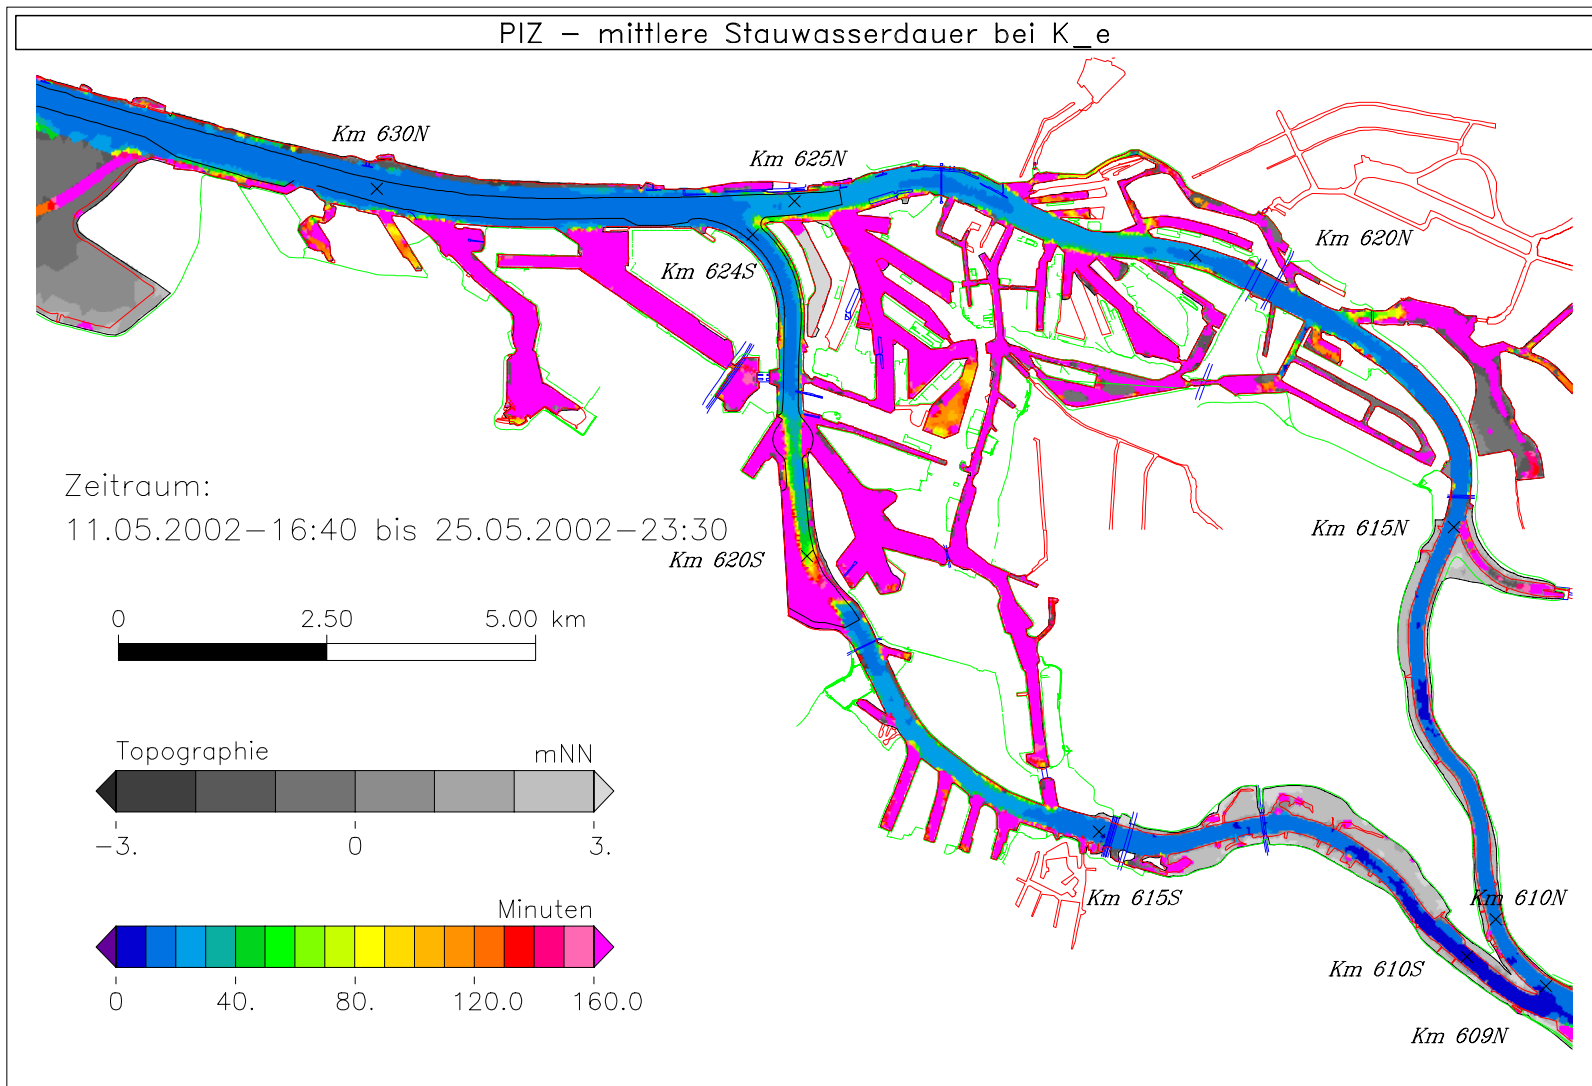 PIZ – mittlere Stauwasserdauer bei K_e
Km 630N
Km 625N
Km 620N
Km 624S
Zeitraum:
11.05.2002–16:40 bis 25.05.2002–23:30
Km 615N
Km 620S
0 2.50 5.00 km
Topographie mNN
–3. 0 3.
Km 615S
Km 610N
Minuten
Km 610S
0 40. 80. 120.0 160.0
Km 609N